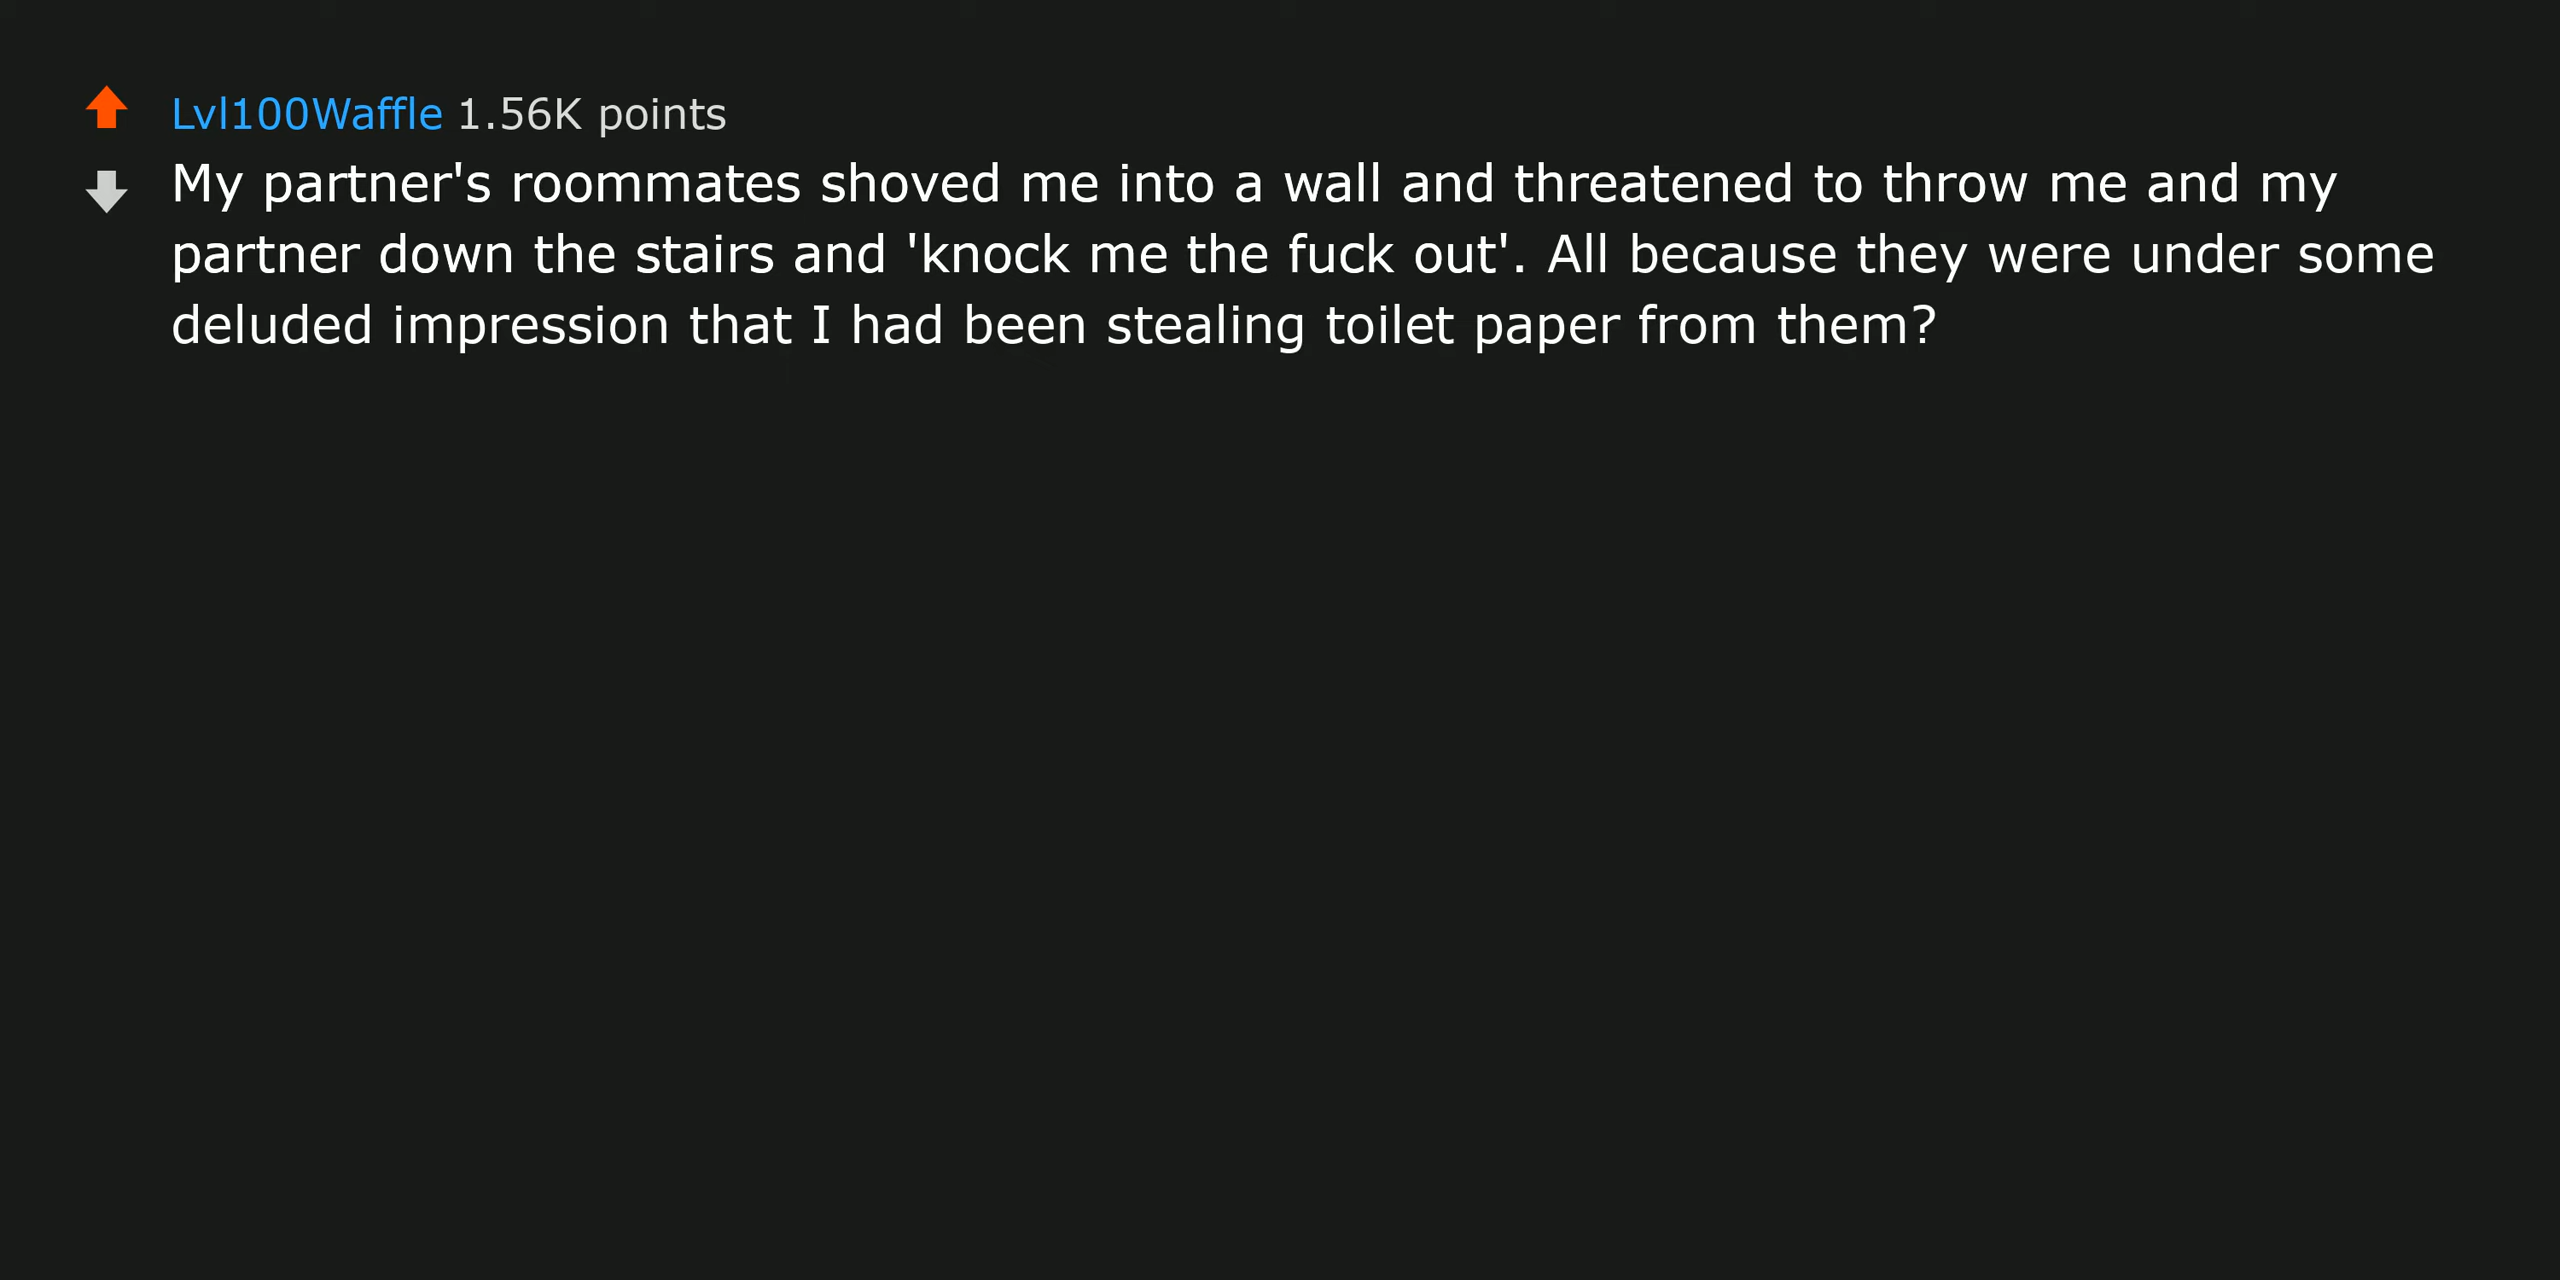 Lvl100Waffle 1.56K points
My partner's roommates shoved me into a wall and threatened to throw me and my
partner down the stairs and 'knock me the fuck out'. All because they were under some
deluded impression that I had been stealing toilet paper from them?